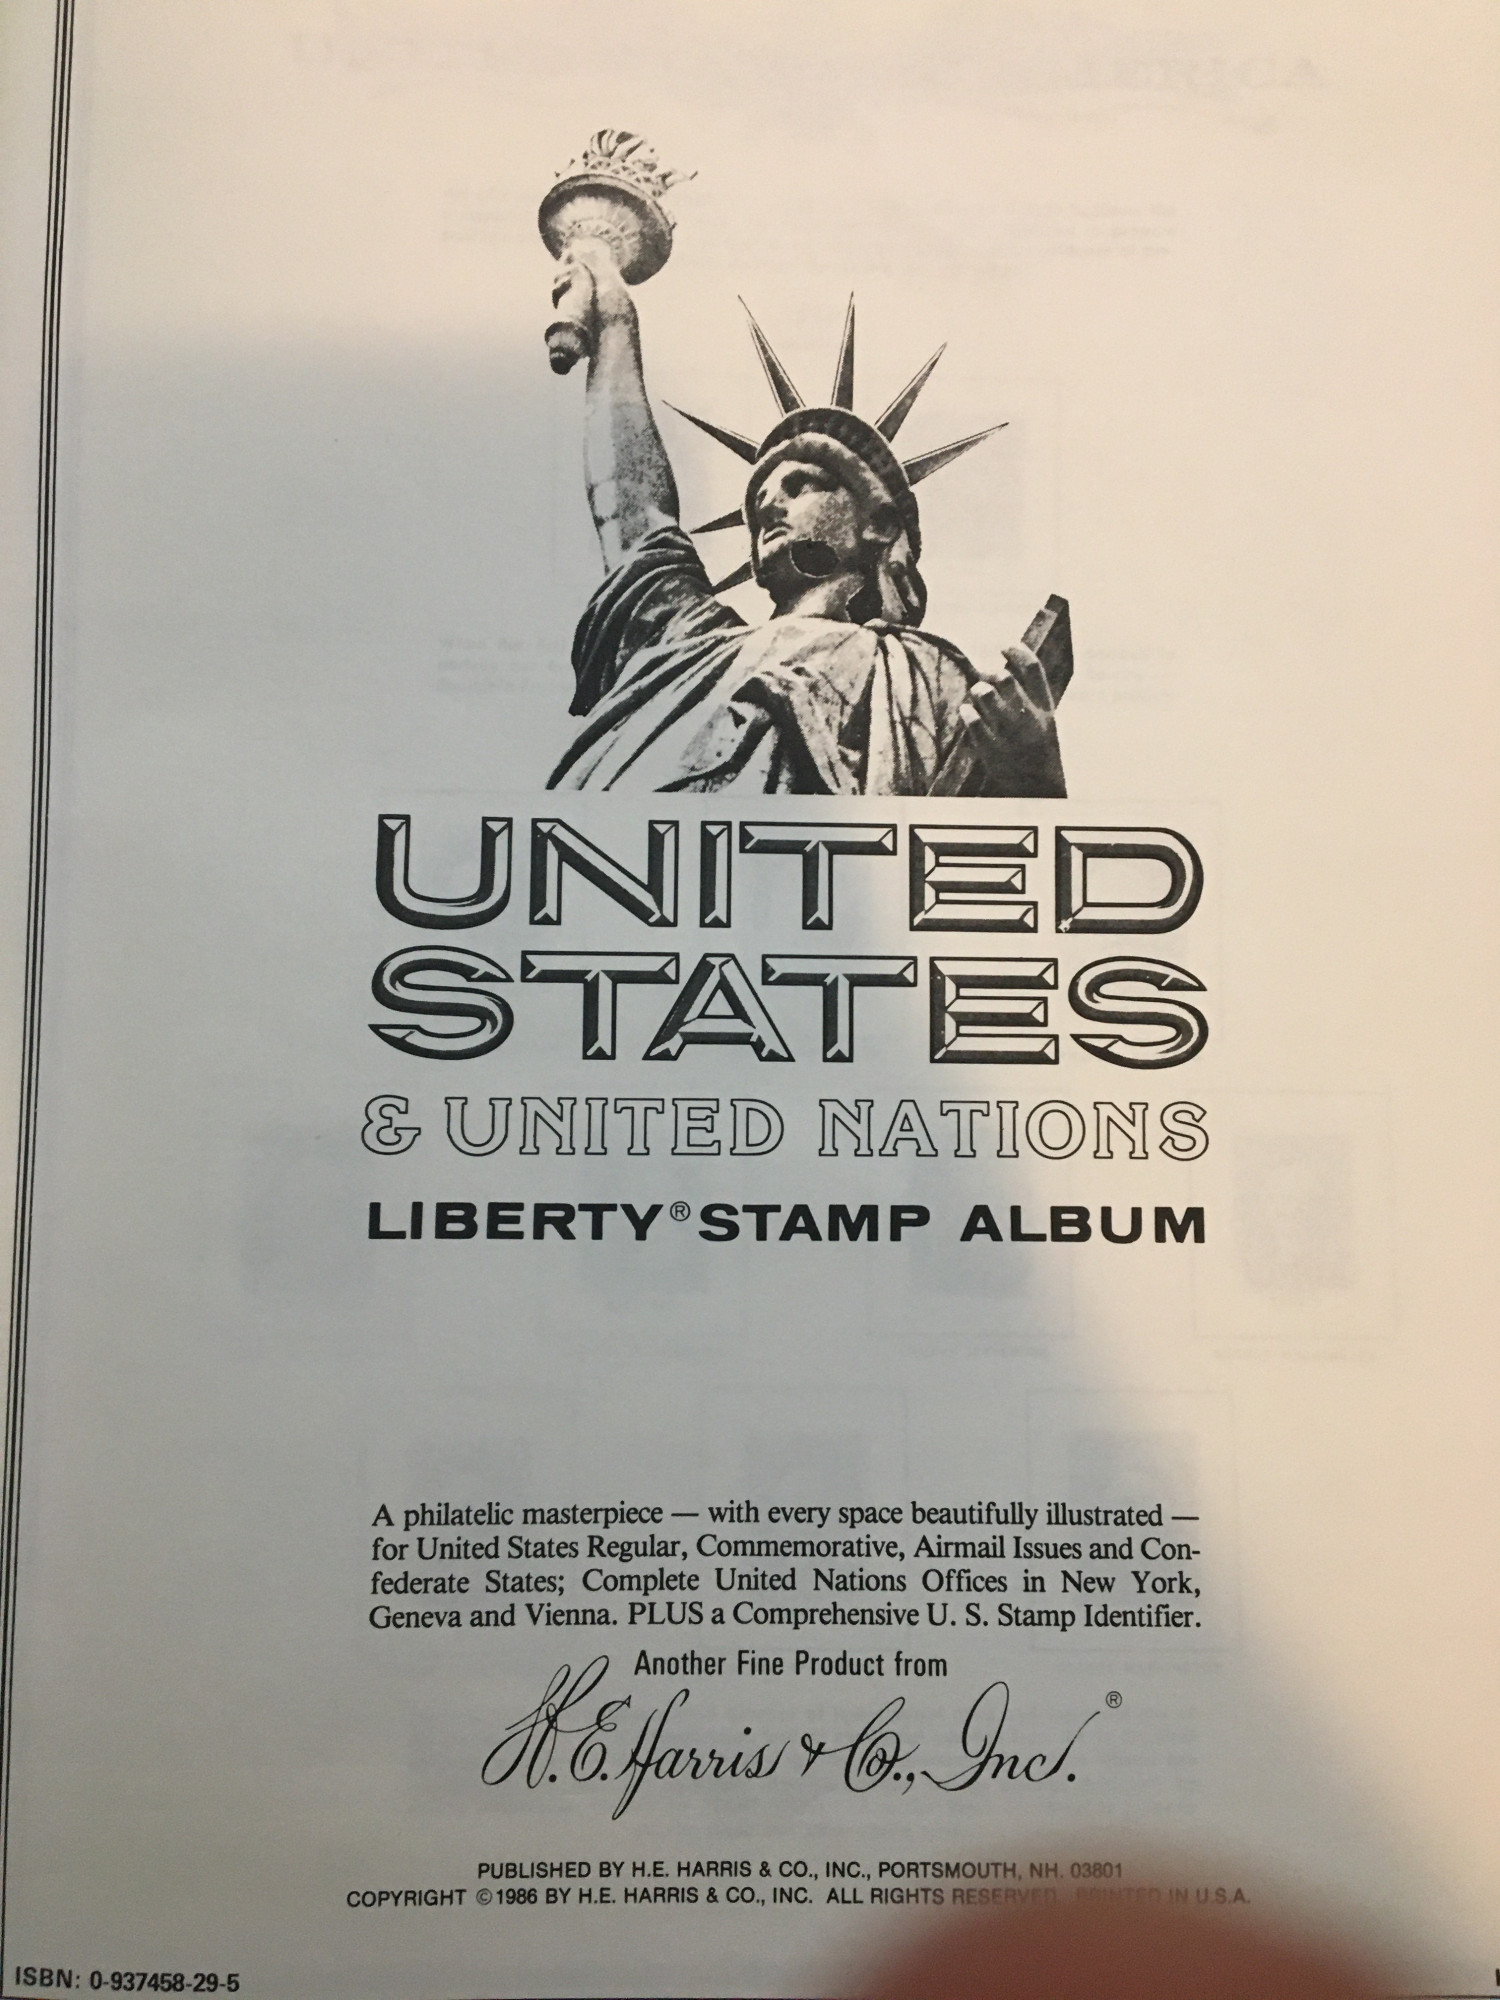 UNITED
STATES
& UNITED NATIONS
LIBERTY® STAMP ALBUM
A philatelic masterpiece — with every space beautifully illustrated —
for United States Regular, Commemorative, Airmail Issues and Con-
federate States; Complete United Nations Offices in New York,
Geneva and Vienna. PLUS a Comprehensive U. S. Stamp Identifier.
Another Fine Product from
H.E. Harris & Co., Inc.®
PUBLISHED BY H.E. HARRIS & CO., INC., PORTSMOUTH, NH. 03801
COPYRIGHT ©1986 BY H.E. HARRIS & CO., INC. ALL RIGHTS RESERVED. PRINTED IN U.S.A.
ISBN: 0-937458-29-5